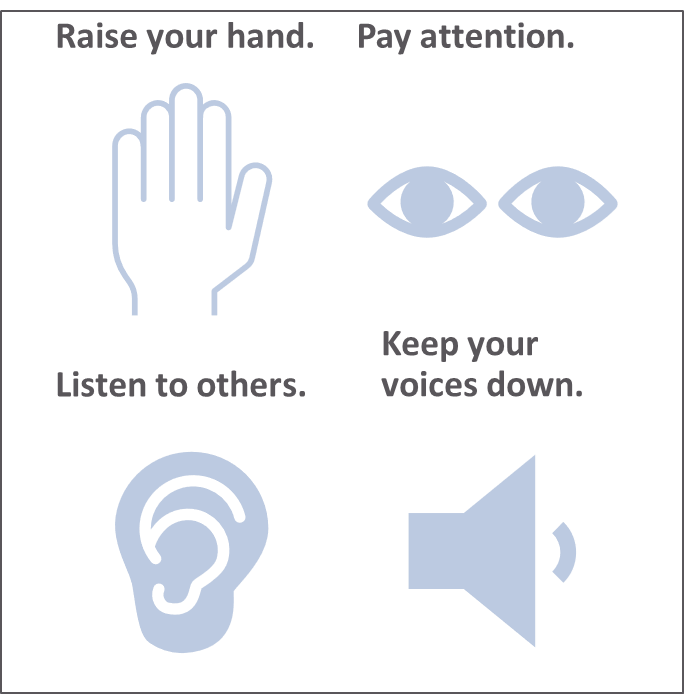 Raise your hand.
Pay attention.
Listen to others.
Keep your
voices down.